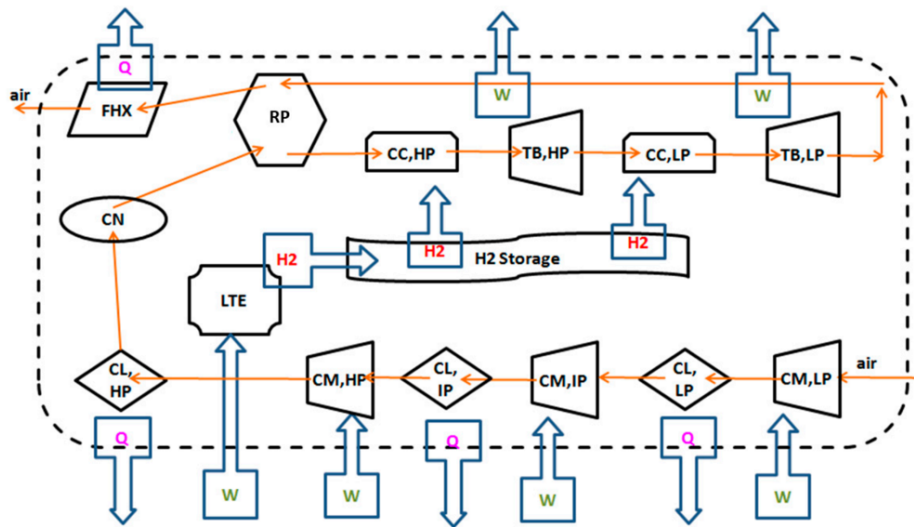 Q
air
FHX
RP
W
W
CC,HP
TB,HP
CC,LP
TB,LP
CN
H2
H2
H2
H2 Storage
LTE
CL,
HP
CM,HP
CL,
IP
CM,IP
CL,
LP
CM,LP
air
Q
W
W
Q
W
Q
W